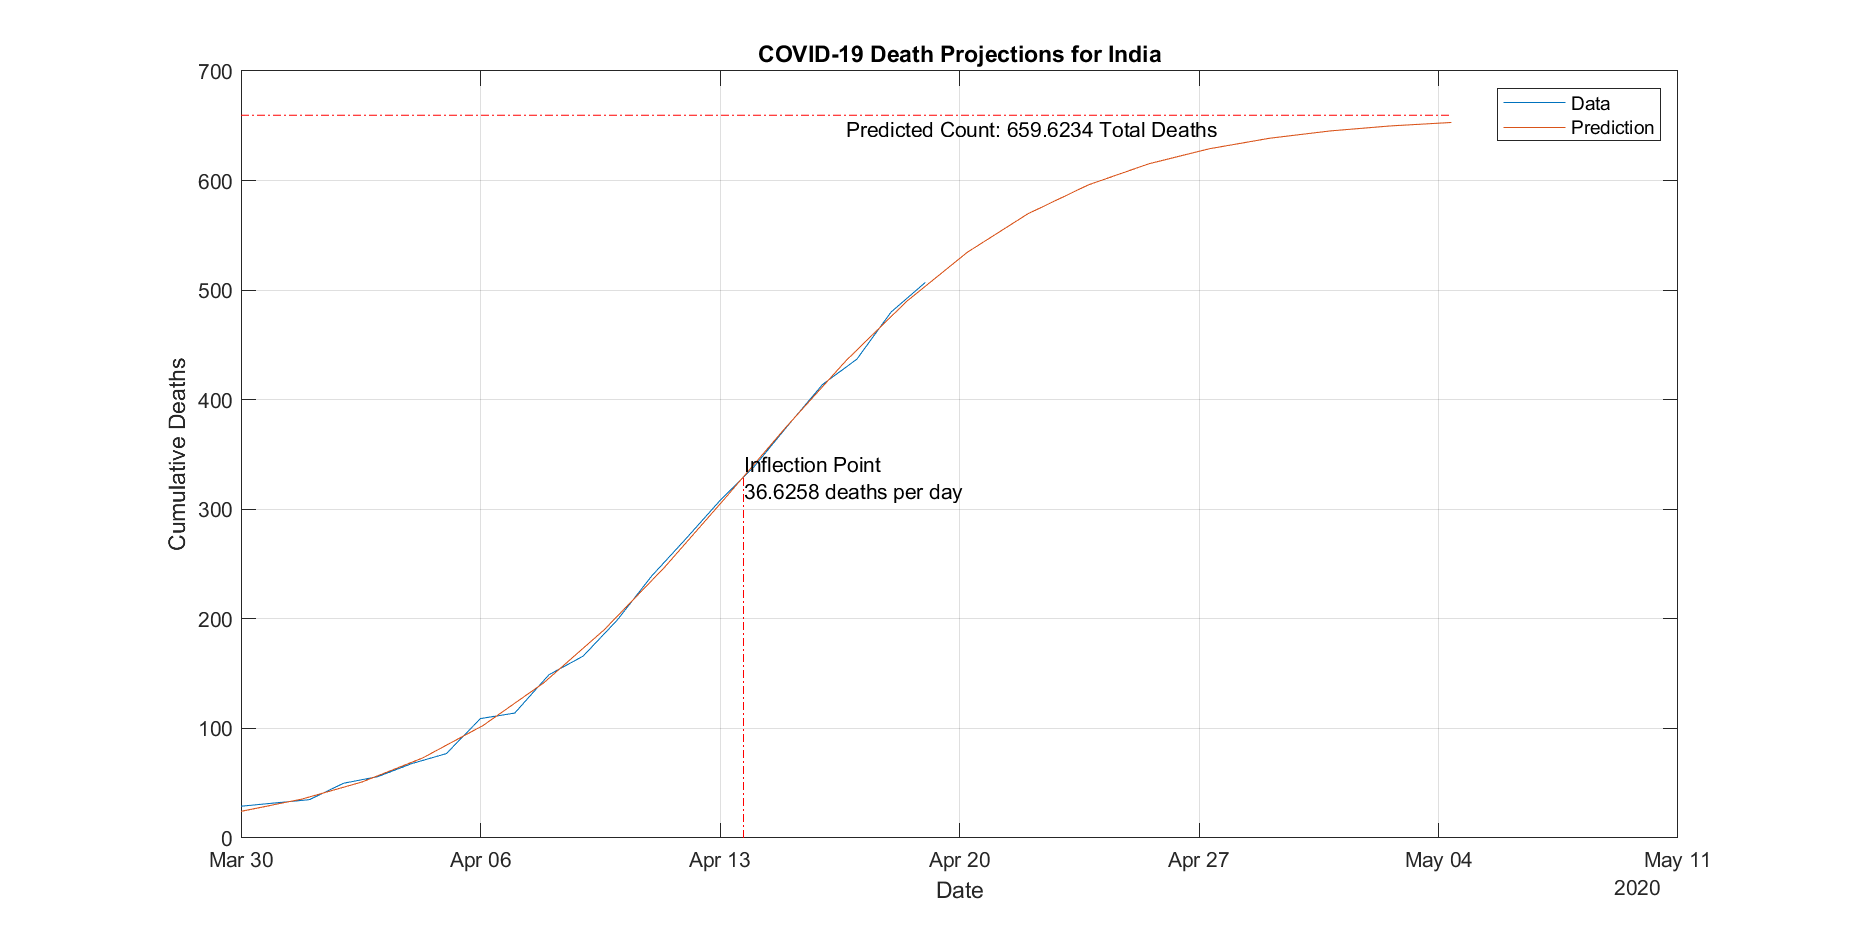 COVID-19 Death Projections for India
700
600
500
400
300
200
100
0
Cumulative Deaths
Predicted Count: 659.6234 Total Deaths
Data
Prediction
Inflection Point
36.6258 deaths per day
Mar 30
Apr 06
Apr 13
Apr 20
Apr 27
May 04
May 11
Date
2020